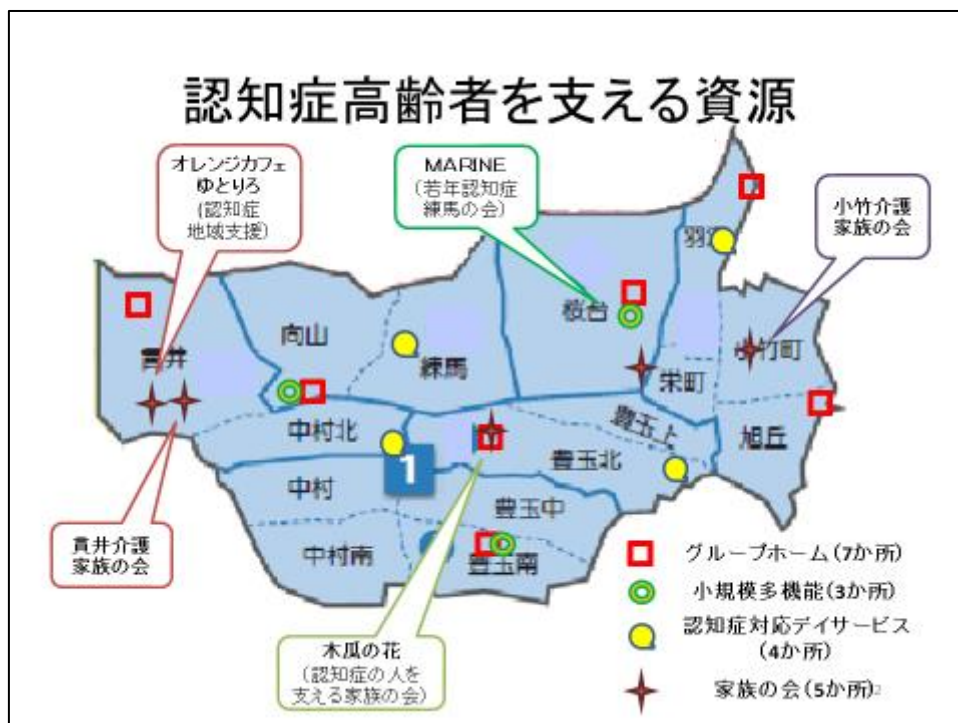 認知症高齢者を支える資源
オレンジカフェ
ゆとりろ
(認知症
地域支援)
MARINE
(若年認知症
練馬の会)
小竹介護
家族の会
羽沢
桜台
向山
練馬
貫井
小竹町
栄町
旭丘
中村北
豊玉上
豊玉北
1
中村
豊玉中
中村南
豊玉南
貫井介護
家族の会
木瓜の花
(認知症の人を
支える家族の会)
グループホーム(7か所)
小規模多機能(3か所)
認知症対応デイサービス
(4か所)
家族の会(5か所)
2